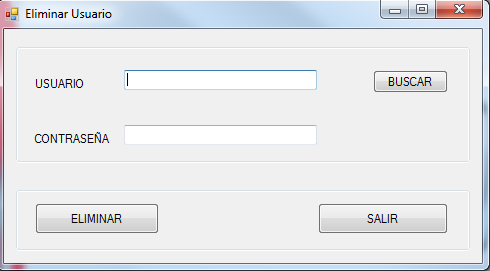 Eliminar Usuario
USUARIO
BUSCAR
CONTRASEÑA
ELIMINAR
SALIR